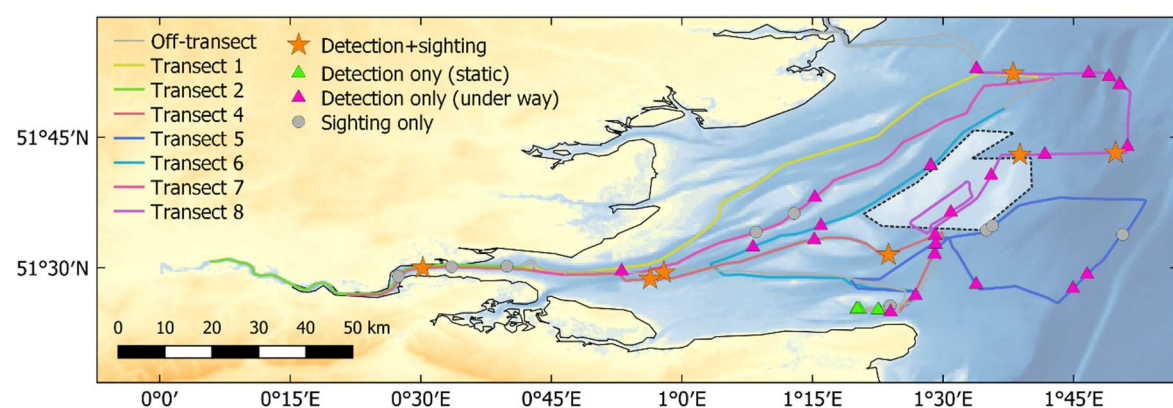 Off-transect
Transect 1
Transect 2
Transect 4
Transect 5
Transect 6
Transect 7
Transect 8
Detection+sighting
Detection ony (static)
Detection only (under way)
Sighting only
51°45'N
51°30'N
0 10 20 30 40 50 km
0°0'E 0°15'E 0°30'E 0°45'E 1°0'E 1°15'E 1°30'E 1°45'E